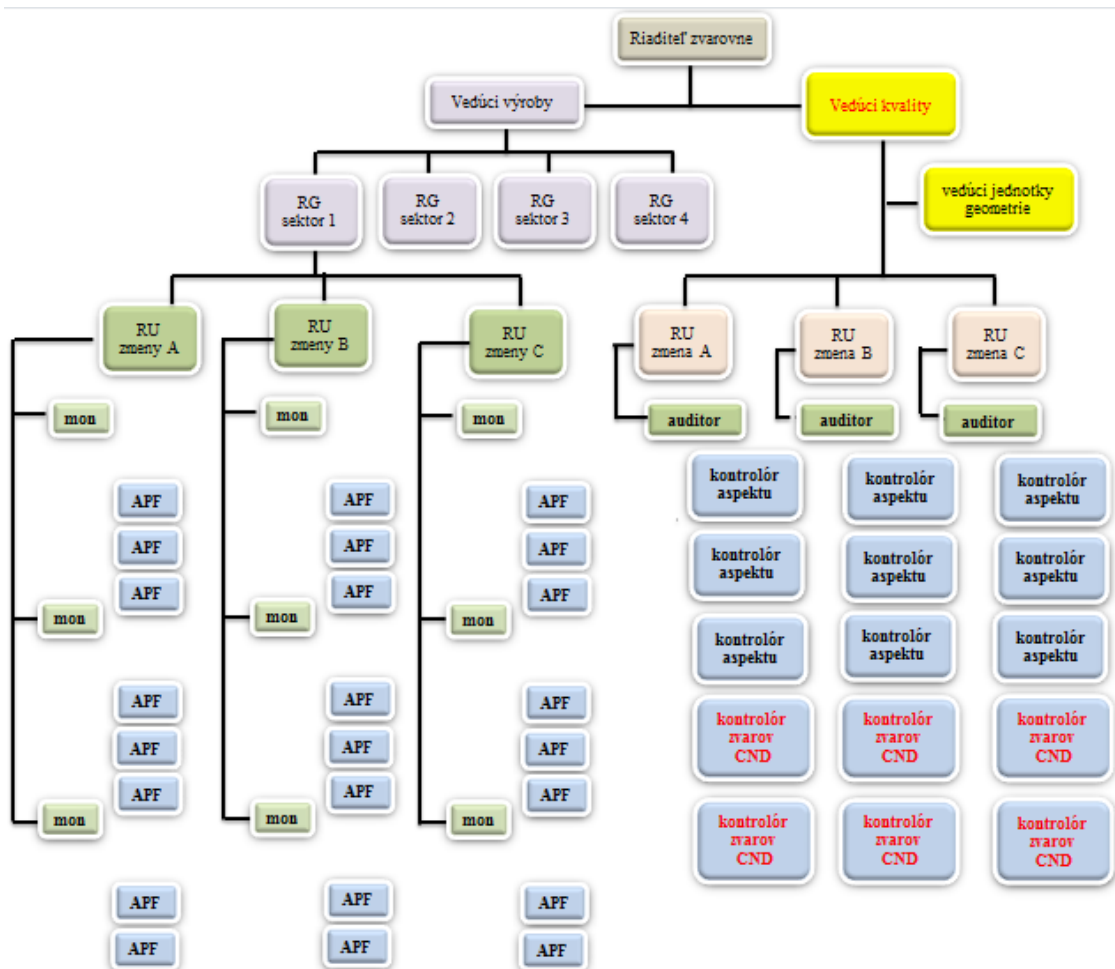 Riaditeľ zvarovne
Vedúci výroby
Vedúci kvality
vedúci jednotky
geometrie
RG
sektor 1
RG
sektor 2
RG
sektor 3
RG
sektor 4
RU
zmeny A
RU
zmeny B
RU
zmeny C
RU
zmena A
RU
zmena B
RU
zmena C
mon
mon
mon
auditor
auditor
auditor
kontrolór
aspektu
kontrolór
aspektu
kontrolór
aspektu
APF
APF
APF
APF
APF
APF
kontrolór
aspektu
kontrolór
aspektu
kontrolór
aspektu
APF
APF
APF
mon
mon
mon
kontrolór
aspektu
kontrolór
aspektu
kontrolór
aspektu
APF
APF
APF
kontrolór
zvarov
CND
kontrolór
zvarov
CND
kontrolór
zvarov
CND
APF
APF
APF
APF
APF
APF
mon
mon
mon
kontrolór
zvarov
CND
kontrolór
zvarov
CND
kontrolór
zvarov
CND
APF
APF
APF
APF
APF
APF